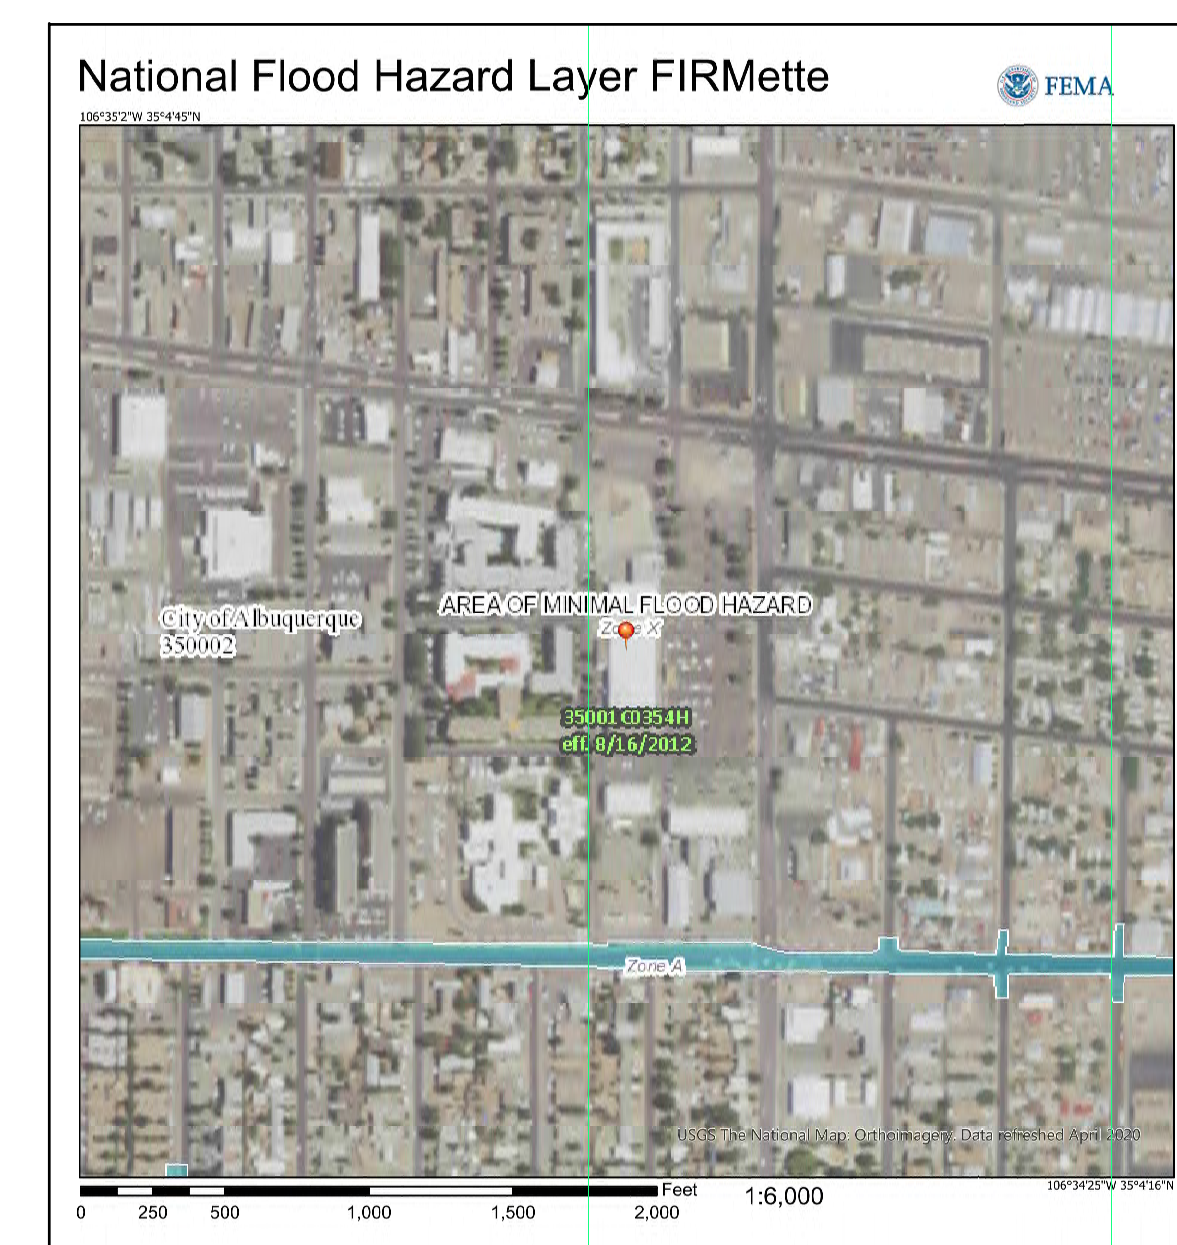 National Flood Hazard Layer FIRMette
FEMA
106°35'2"W 35°4'45"N
AREA OF MINIMAL FLOOD HAZARD
Zone X
City of Albuquerque
350002
35001C0354H
eff. 8/16/2012
Zone A
USGS The National Map: Orthoimagery. Data refreshed April 2020
106°34'25"W 35°4'16"N
Feet
1:6,000
0 250 500 1,000 1,500 2,000